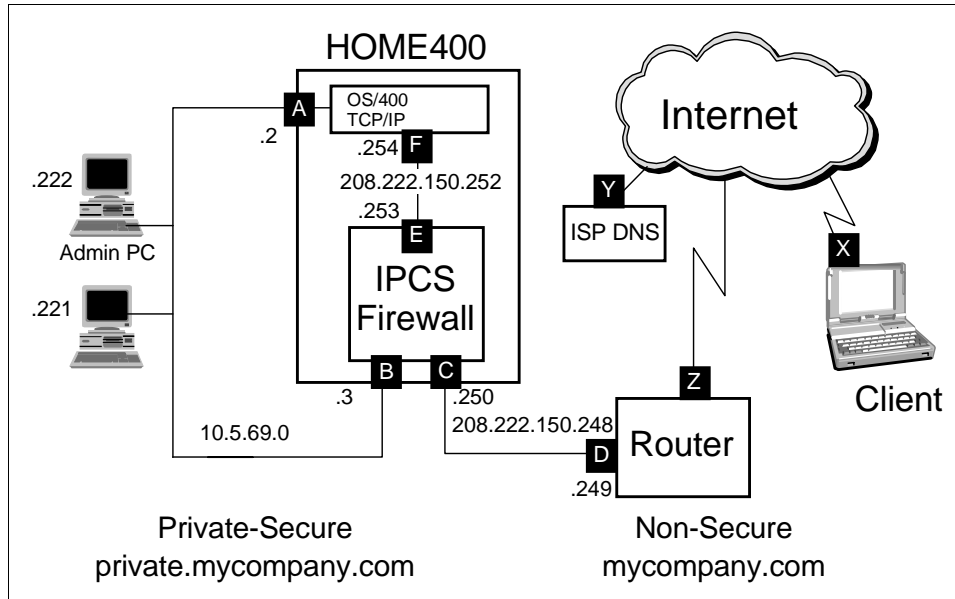 HOME400
OS/400
TCP/IP
A
.2
F
.254
208.222.150.252
.253
E
IPCS
Firewall
B
C
.3
.250
.222
Admin PC
.221
10.5.69.0
208.222.150.248
D
.249
Router
Z
Internet
Y
ISP DNS
X
Client
Private-Secure
private.mycompany.com
Non-Secure
mycompany.com